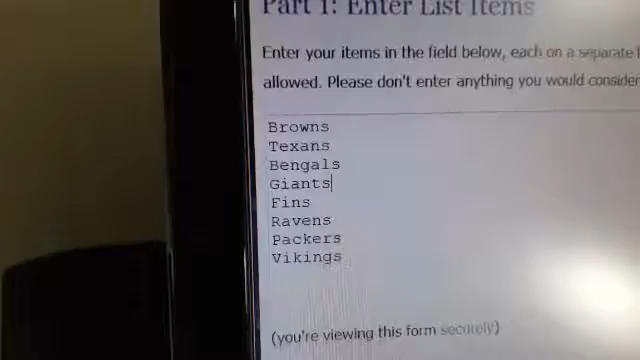 Part 1: Enter List Items
Enter your items in the field below, each on a separate
allowed. Please don't enter anything you would consider
Browns
Texans
Bengals
Giants
Fins
Ravens
Packers
Vikings
(you're viewing this form securely)